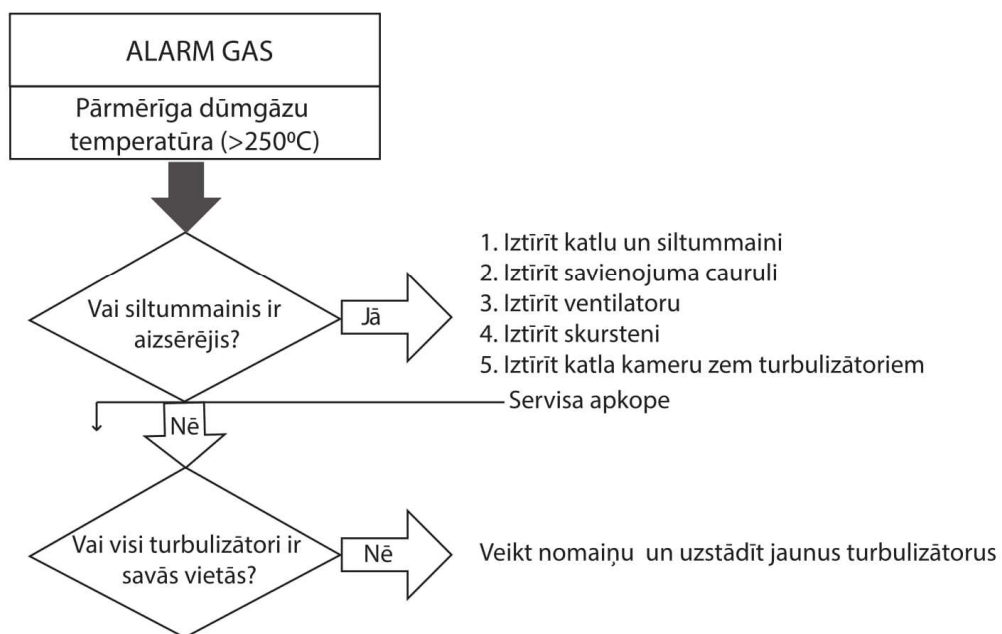 ALARM GAS
Pārmērīga dūmgāzu
temperatūra (>250⁰C)
Vai siltummainis ir
aizsērējis?
Jā
1. Iztīrīt katlu un siltummaini
2. Iztīrīt savienojuma cauruli
3. Iztīrīt ventilatoru
4. Iztīrīt skursteni
5. Iztīrīt katla kameru zem turbulizātoriem
Servisa apkope
Nē
Vai visi turbulizātori ir
savās vietās?
Nē
Veikt nomaiņu un uzstādīt jaunus turbulizātorus